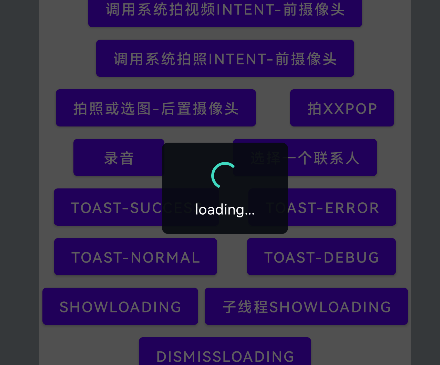 调用系统拍视频INTENT-前摄像头
调用系统拍照INTENT-前摄像头
拍照或选图-后置摄像头
拍XXPOP
录音
选择一个联系人
loading...
TOAST-SUCCESS
TOAST-ERROR
TOAST-NORMAL
TOAST-DEBUG
SHOWLOADING
子线程SHOWLOADING
DISMISSLOADING